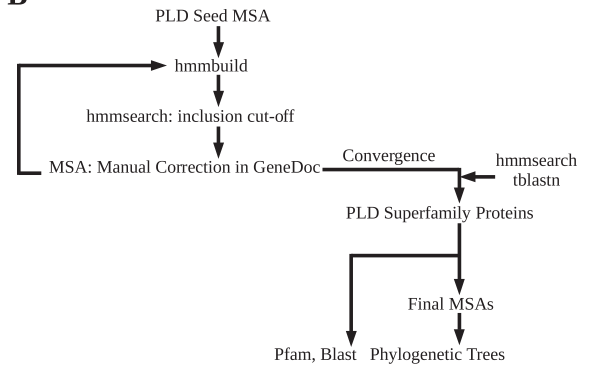 B
PLD Seed MSA
hmmbuild
hmmsearch: inclusion cut-off
MSA: Manual Correction in GeneDoc
Convergence
hmmsearch
tblastn
PLD Superfamily Proteins
Final MSAs
Pfam, Blast
Phylogenetic Trees